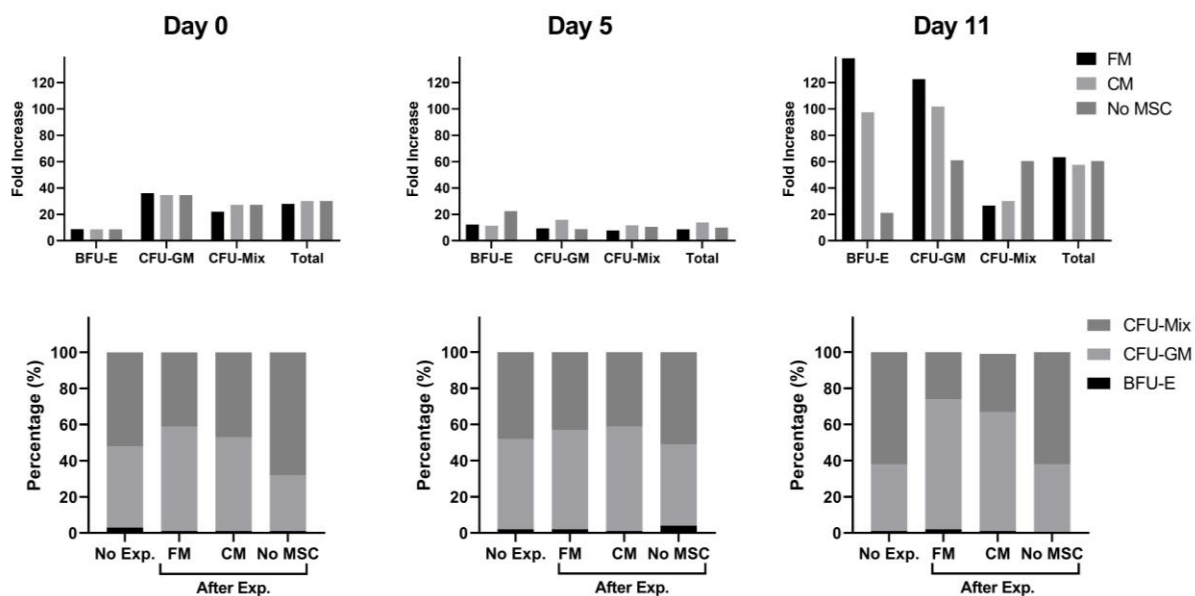 Day 0
Day 5
Day 11
Fold Increase
120
100
80
60
40
20
0
BFU-E CFU-GM CFU-Mix Total
Fold Increase
120
100
80
60
40
20
0
BFU-E CFU-GM CFU-Mix Total
Fold Increase
120
100
80
60
40
20
0
BFU-E CFU-GM CFU-Mix Total
FM
CM
No MSC
Percentage (%)
100
80
60
40
20
0
No Exp. FM CM No MSC
After Exp.
Percentage (%)
100
80
60
40
20
0
No Exp. FM CM No MSC
After Exp.
Percentage (%)
100
80
60
40
20
0
No Exp. FM CM No MSC
After Exp.
CFU-Mix
CFU-GM
BFU-E